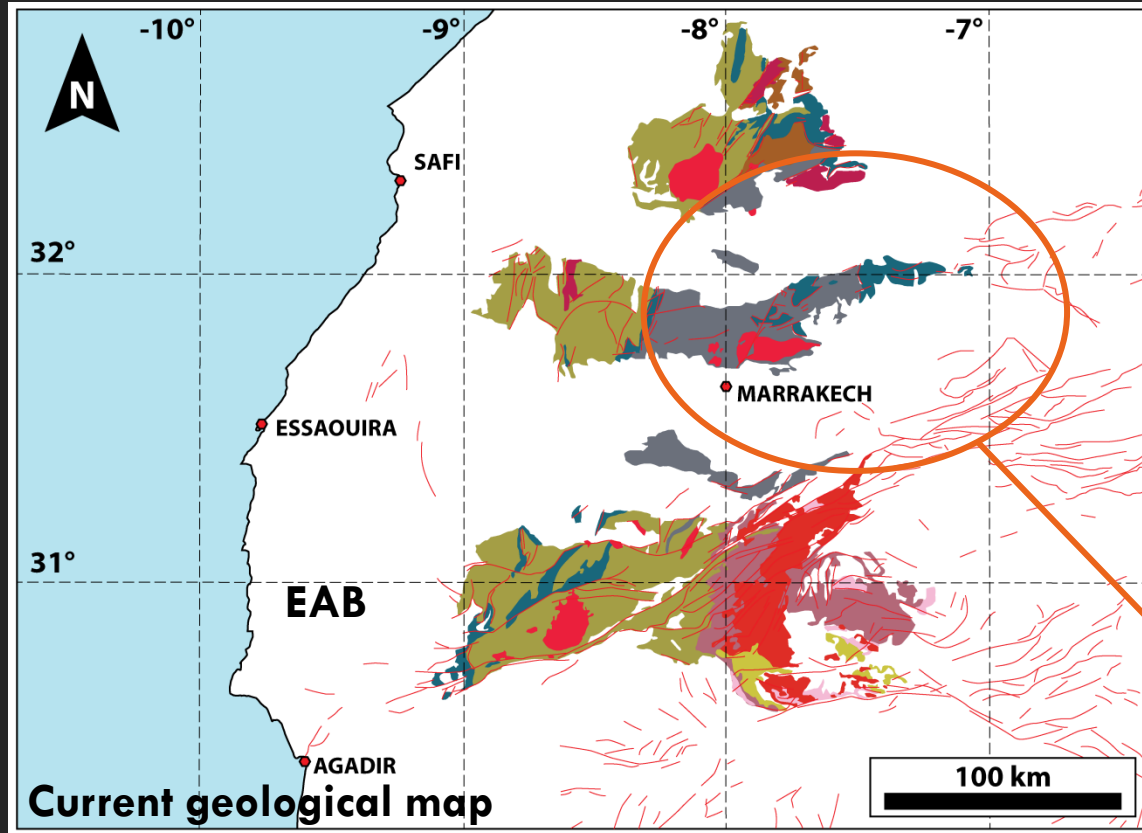 -10°
-9°
-8°
-7°
N
SAFI
32°
MARRAKECH
ESSAOUIRA
31°
EAB
AGADIR
100 km
Current geological map